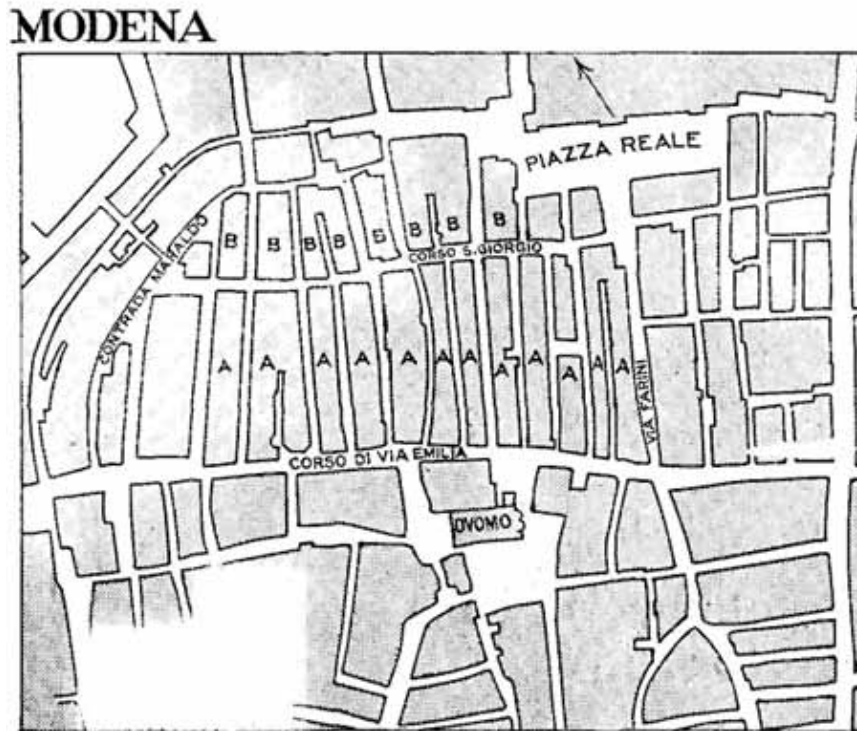 MODENA
PIAZZA REALE
CONTRADA MARALDO
B B B B B B B B
CORSO S. GIORGIO
A A A A A A A A A A A A
VIA FARINI
CORSO DI VIA EMILIA
DVOMO